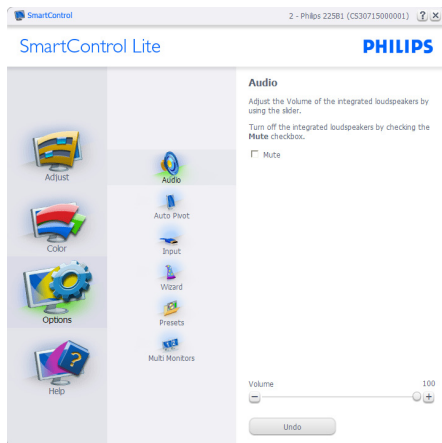 SmartControl
2 - Philips 225B1 (CS30715000001)
? ×
SmartControl Lite
PHILIPS
Adjust
Color
Options
Help
Audio
Auto Pivot
Input
Wizard
Presets
Multi Monitors
Audio
Adjust the Volume of the integrated loudspeakers by
using the slider.
Turn off the integrated loudspeakers by checking the
Mute checkbox.
Mute
Volume 100
Undo